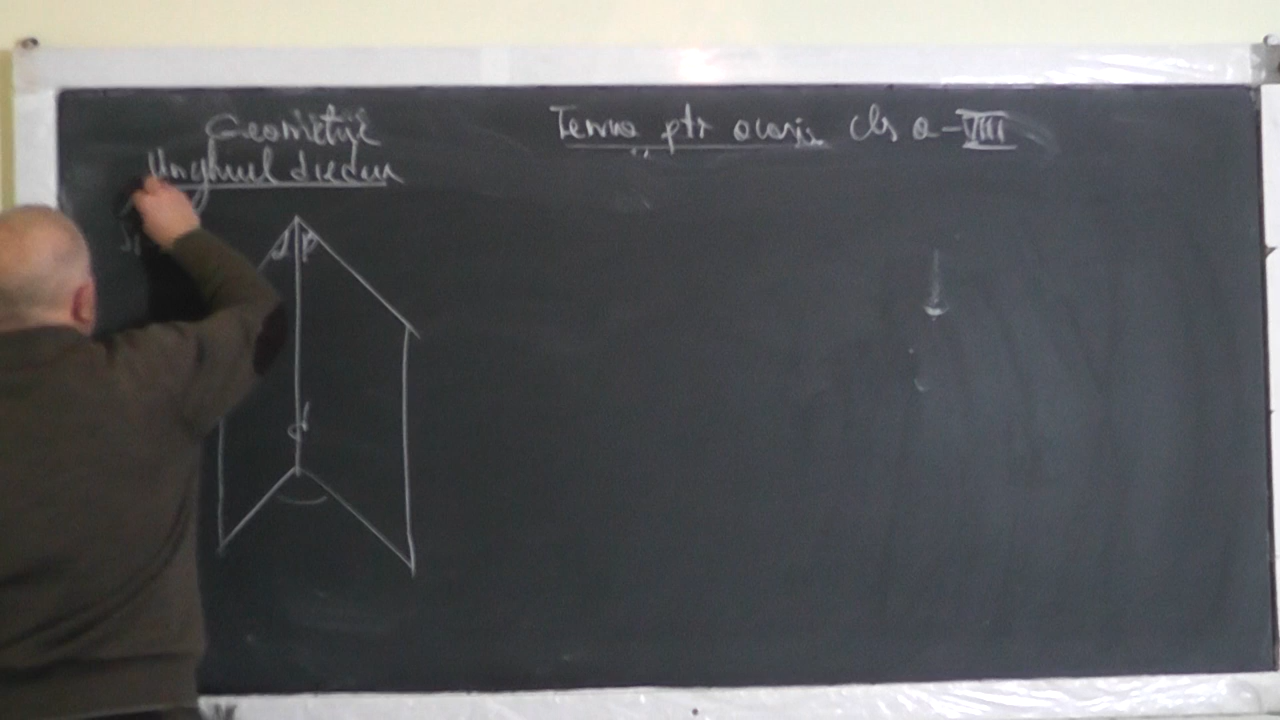 Geometrie
Unghiul diedru
Tema ptr acasă cls a-VIII
α β
d